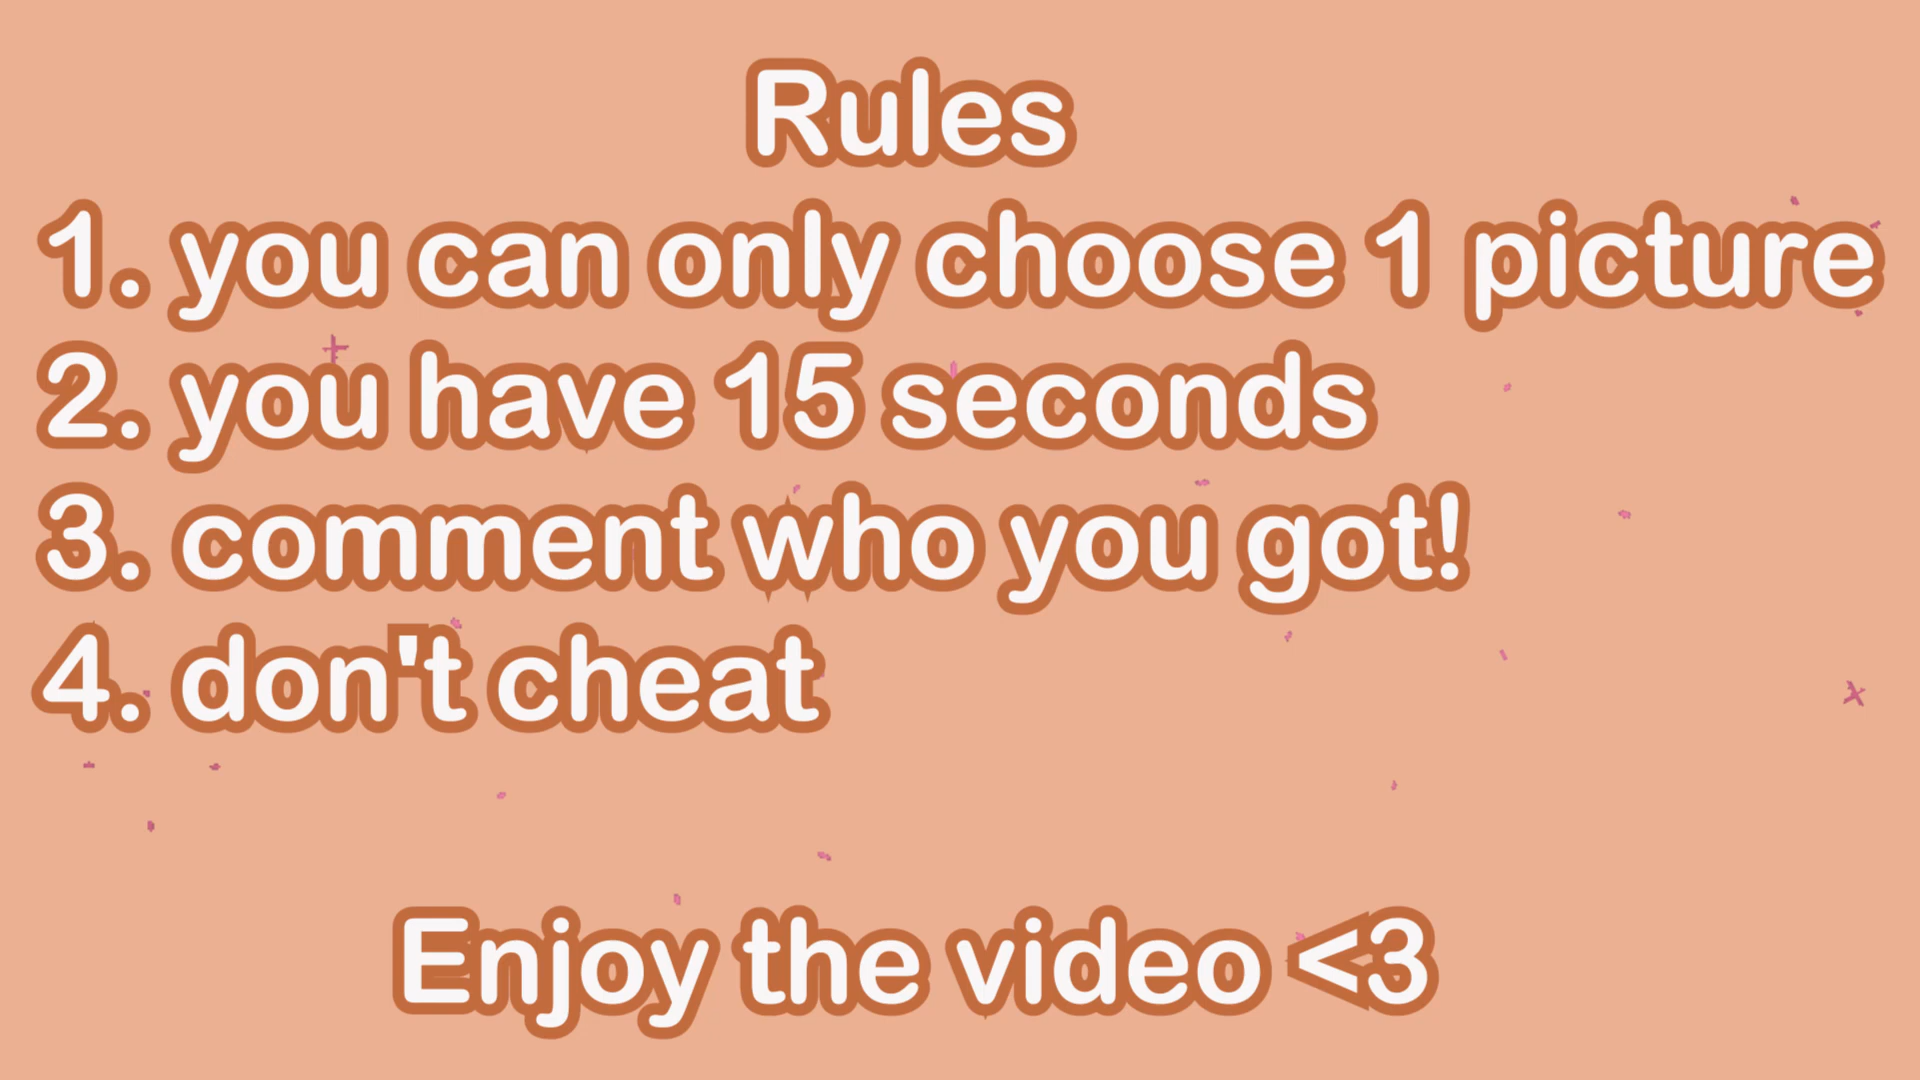 Rules
1. you can only choose 1 picture
2. you have 15 seconds
3. comment who you got!
4. don't cheat
Enjoy the video <3